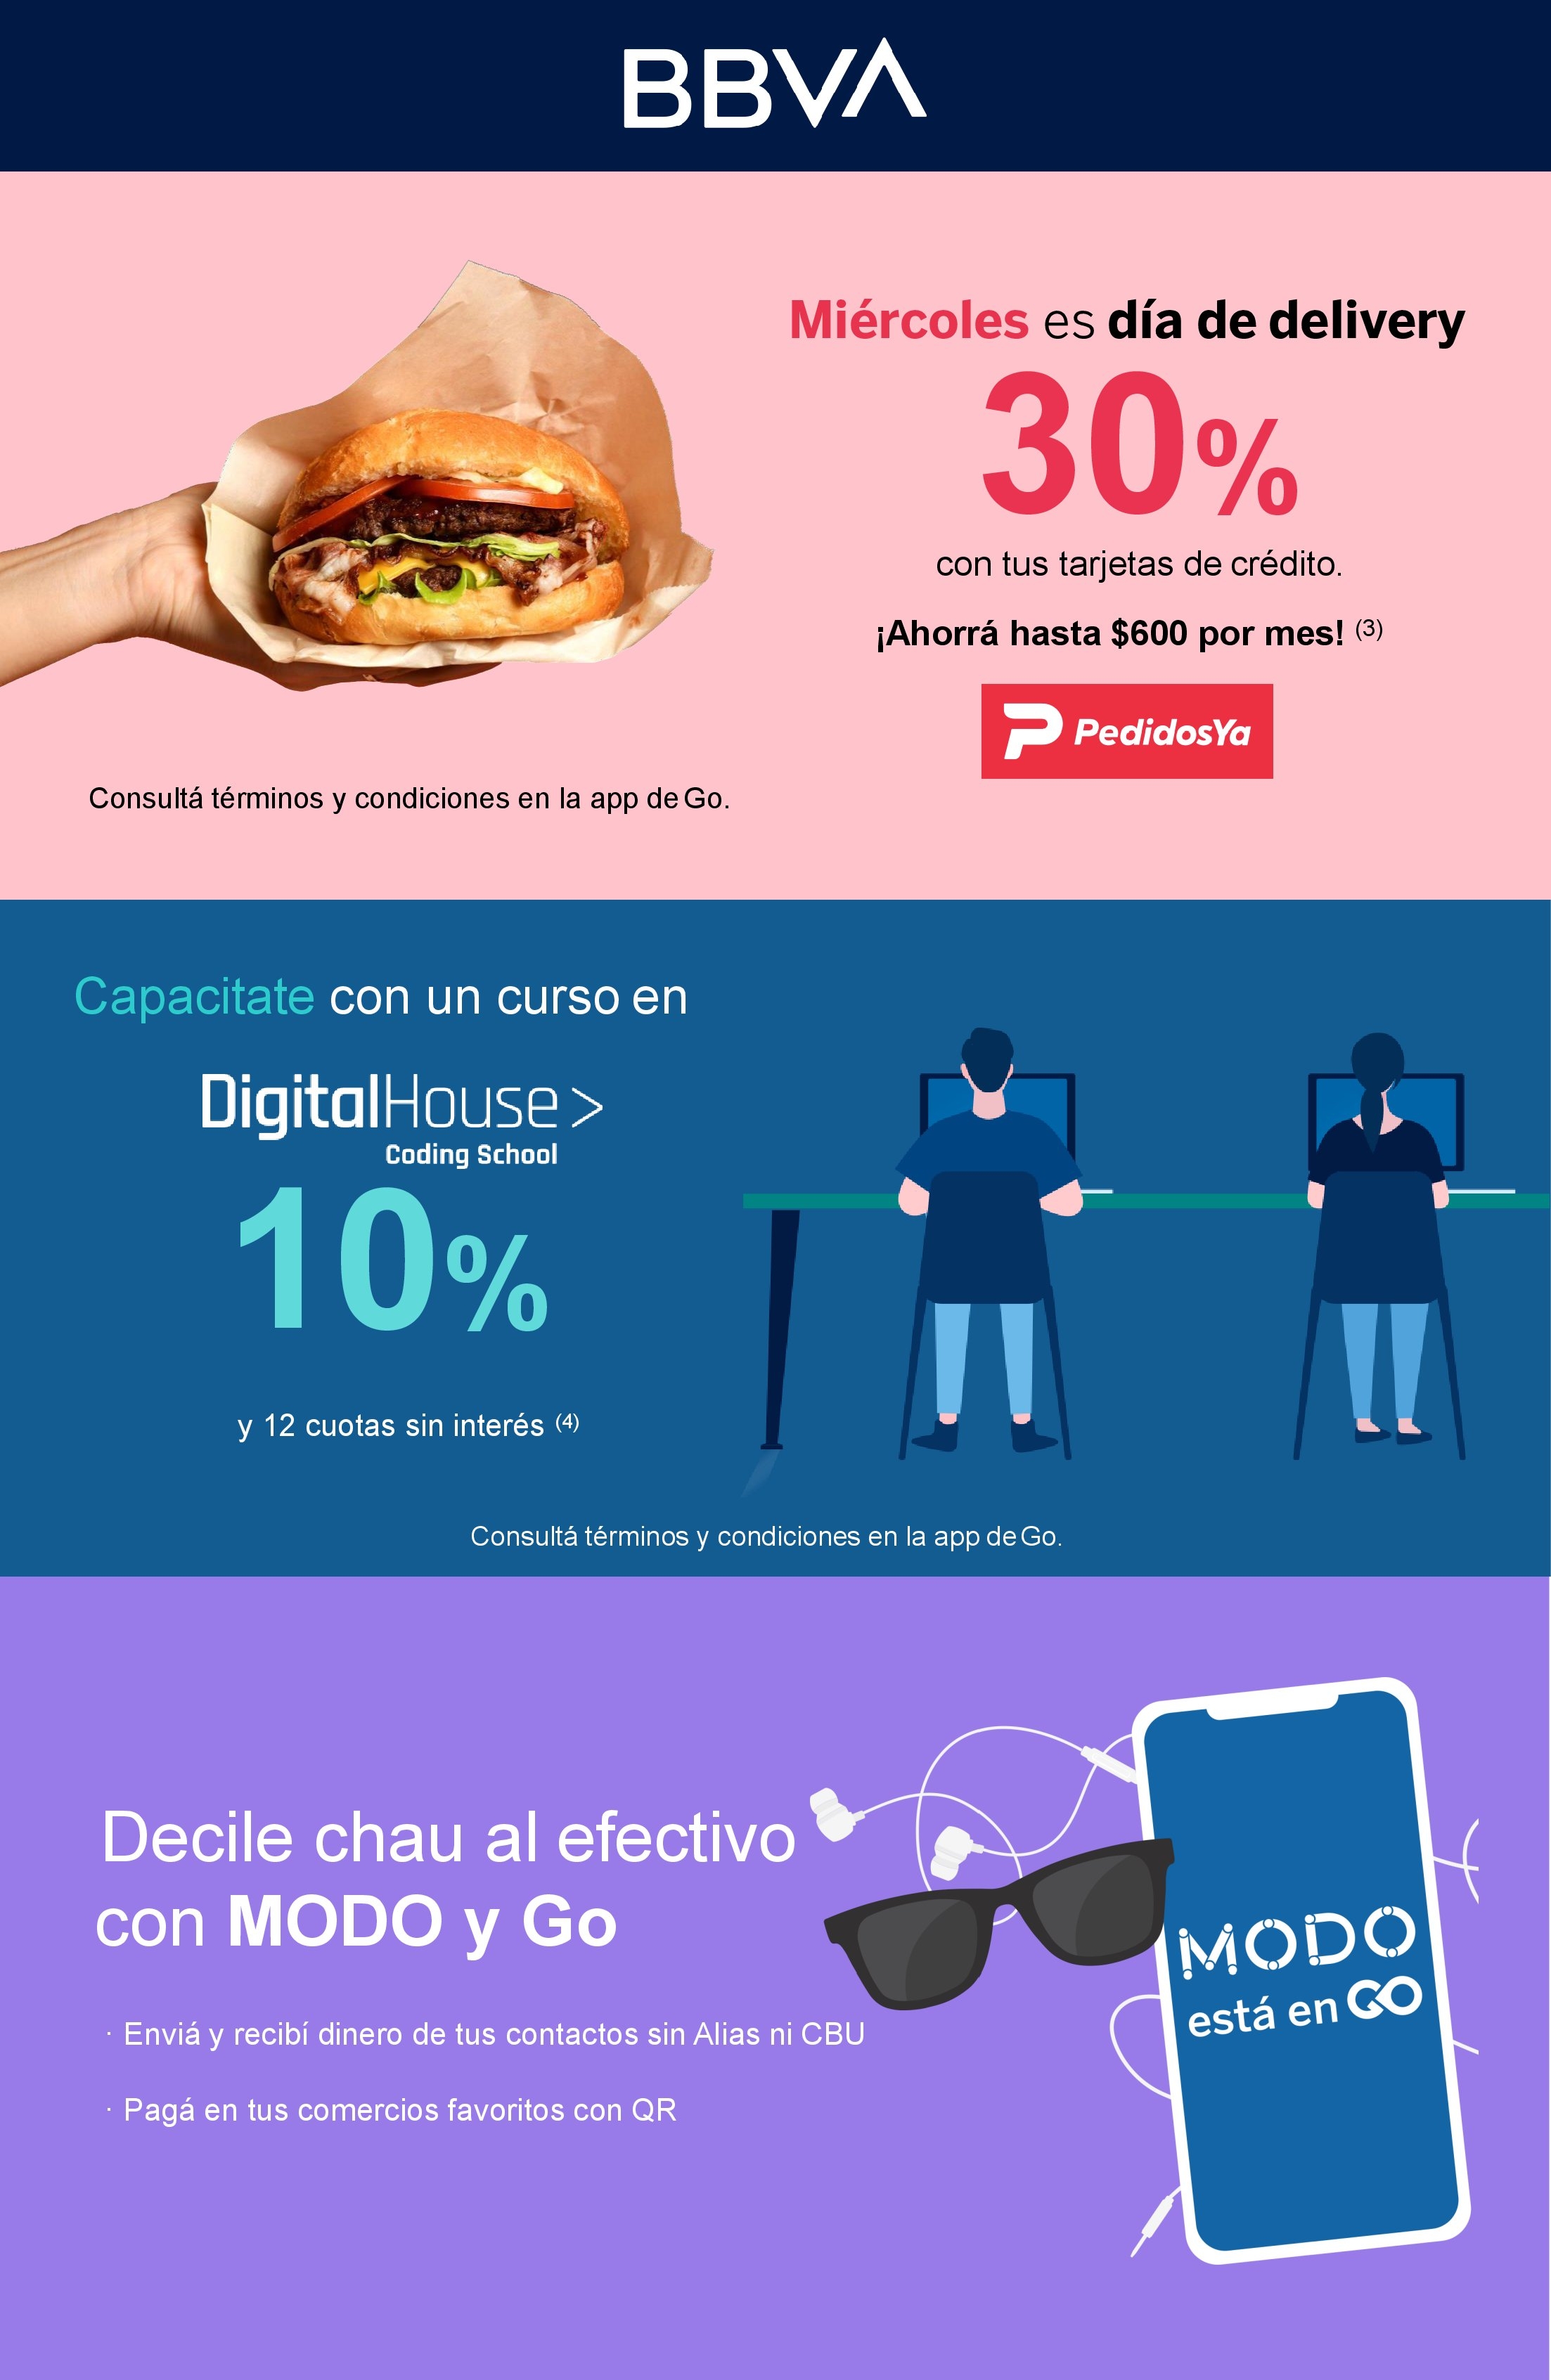 BBVA
Miércoles es día de delivery
30%
con tus tarjetas de crédito.
¡Ahorrá hasta $600 por mes! (3)
PedidosYa
Consultá términos y condiciones en la app de Go.
Capacitate con un curso en
DigitalHouse >
Coding School
10%
y 12 cuotas sin interés (4)
Consultá términos y condiciones en la app de Go.
Decile chau al efectivo
con MODO y Go
· Enviá y recibí dinero de tus contactos sin Alias ni CBU
· Pagá en tus comercios favoritos con QR
MODO
está en GO